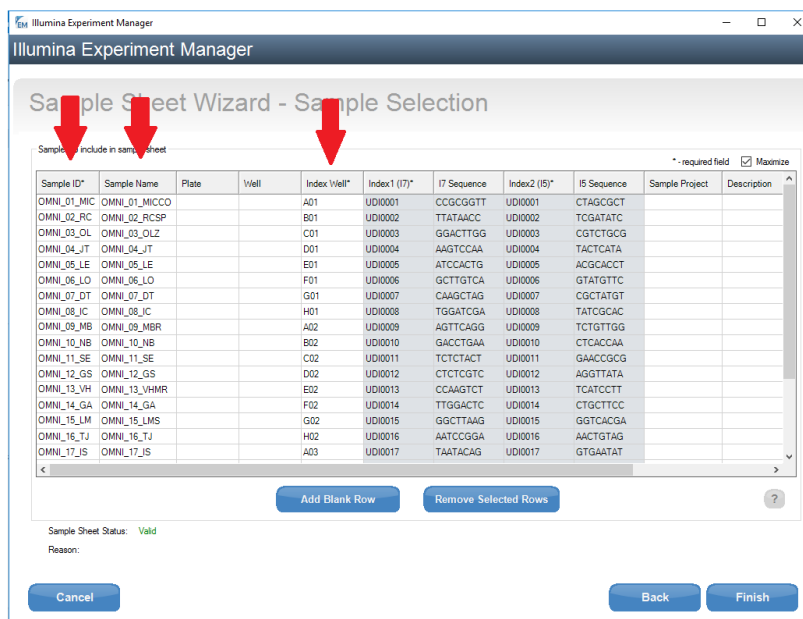 EM Illumina Experiment Manager
Illumina Experiment Manager
Sample Sheet Wizard - Sample Selection
include in sample sheet
* - required field Maximize
Sample ID* Sample Name Plate Well Index Well* Index1 (I7)* I7 Sequence Index2 (I5)* I5 Sequence Sample Project Description
OMNI_01_MIC OMNI_01_MICCO A01 UDI0001 CCGCGGTT UDI0001 CTAGCGCT
OMNI_02_RC OMNI_02_RCSP B01 UDI0002 TTATAACC UDI0002 TCGATATC
OMNI_03_OL OMNI_03_OLZ C01 UDI0003 GGACTTGG UDI0003 CGTCTGCG
OMNI_04_JT OMNI_04_JT D01 UDI0004 AAGTCCAA UDI0004 TACTCATA
OMNI_05_LE OMNI_05_LE E01 UDI0005 ATCCACTG UDI0005 ACGCACCT
OMNI_06_LO OMNI_06_LO F01 UDI0006 GCTTGTCA UDI0006 GTATGTTC
OMNI_07_DT OMNI_07_DT G01 UDI0007 CAAGCTAG UDI0007 CGCTATGT
OMNI_08_IC OMNI_08_IC H01 UDI0008 TGGATCGA UDI0008 TATCGCAC
OMNI_09_MB OMNI_09_MBR A02 UDI0009 AGTTCAGG UDI0009 TCTGTTGG
OMNI_10_NB OMNI_10_NB B02 UDI0010 GACCTGAA UDI0010 CTCACCAA
OMNI_11_SE OMNI_11_SE C02 UDI0011 TCTCTACT UDI0011 GAACCGCG
OMNI_12_GS OMNI_12_GS D02 UDI0012 CTCTCGTC UDI0012 AGGTTATA
OMNI_13_VH OMNI_13_VHMR E02 UDI0013 CCAAGTCT UDI0013 TCATCCTT
OMNI_14_GA OMNI_14_GA F02 UDI0014 TTGGACTC UDI0014 CTGCTTCC
OMNI_15_LM OMNI_15_LMS G02 UDI0015 GGCTTAAG UDI0015 GGTCACGA
OMNI_16_TJ OMNI_16_TJ H02 UDI0016 AATCCGGA UDI0016 AACTGTAG
OMNI_17_IS OMNI_17_IS A03 UDI0017 TAATACAG UDI0017 GTGAATAT
Add Blank Row Remove Selected Rows ?
Sample Sheet Status: Valid
Reason:
Cancel Back Finish